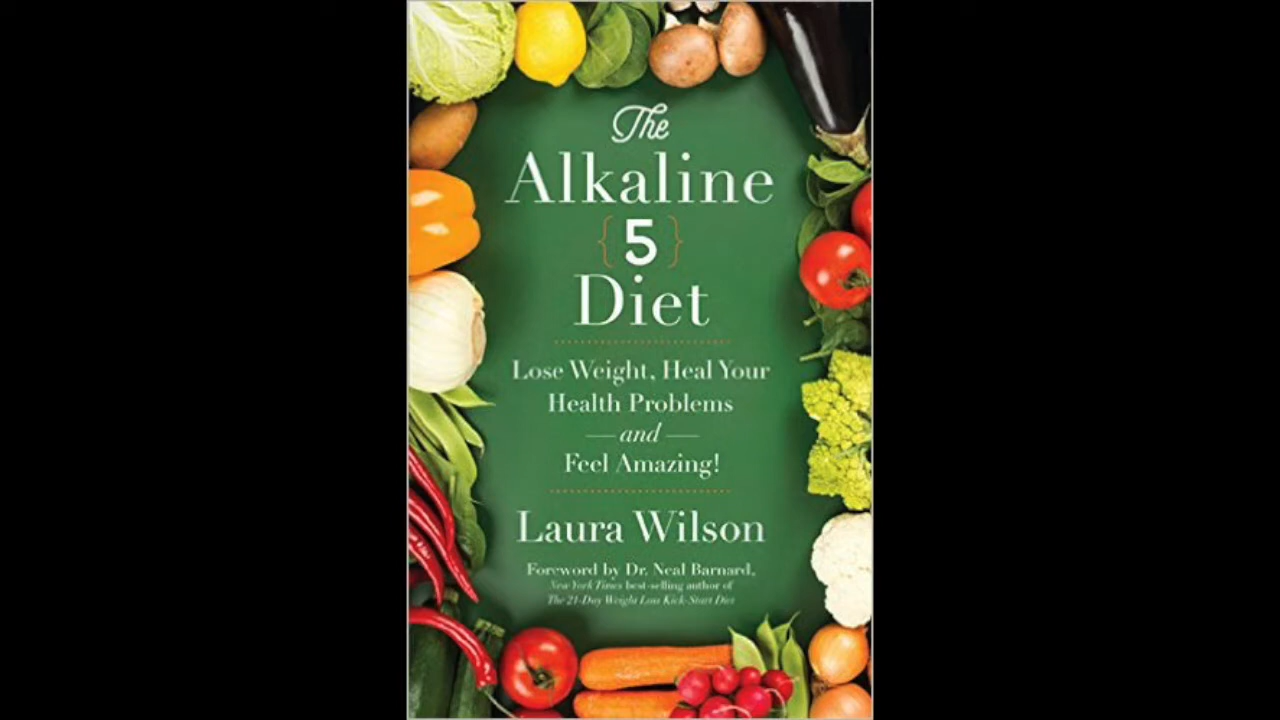 The
Alkaline
{5}
Diet
Lose Weight, Heal Your
Health Problems
— and —
Feel Amazing!
Laura Wilson
Foreword by Dr. Neal Barnard,
New York Times best-selling author of
The 21-Day Weight Loss Kick-Start Diet